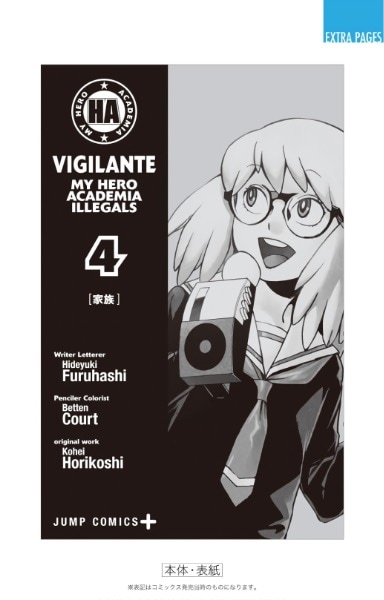 EXTRA PAGES
MY HERO ACADEMIA
HA
VIGILANTE
MY HERO
ACADEMIA
ILLEGALS
4
[家族]
Writer Letterer
Hideyuki
Furuhashi
Penciler Colorist
Betten
Court
original work
Kohei
Horikoshi
JUMP COMICS+
本体・表紙
※表記はコミックス発売当時のものになります。